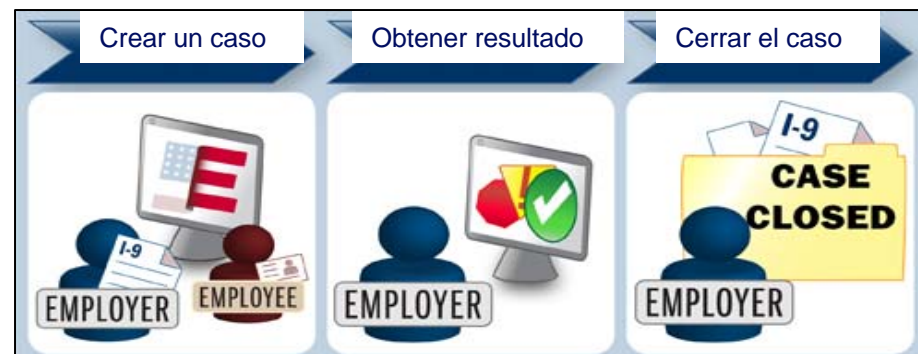 Crear un caso
Obtener resultado
Cerrar el caso
I-9
EMPLOYER
EMPLOYEE
EMPLOYER
I-9
CASE
CLOSED
EMPLOYER